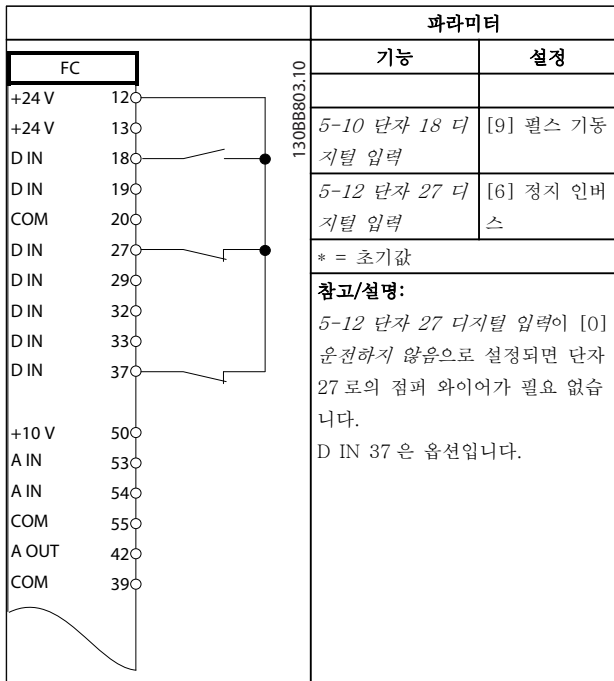 FC
+24 V 12
+24 V 13
D IN 18
D IN 19
COM 20
D IN 27
D IN 29
D IN 32
D IN 33
D IN 37
+10 V 50
A IN 53
A IN 54
COM 55
A OUT 42
COM 39
130BB803.10
파라미터
기능 설정
5-10 단자 18 디 [9] 펄스 기동
지털 입력
5-12 단자 27 디 [6] 정지 인버
지털 입력 스
* = 초기값
참고/설명:
5-12 단자 27 디지털 입력이 [0]
운전하지 않음으로 설정되면 단자
27 로의 점퍼 와이어가 필요 없습
니다.
D IN 37 은 옵션입니다.